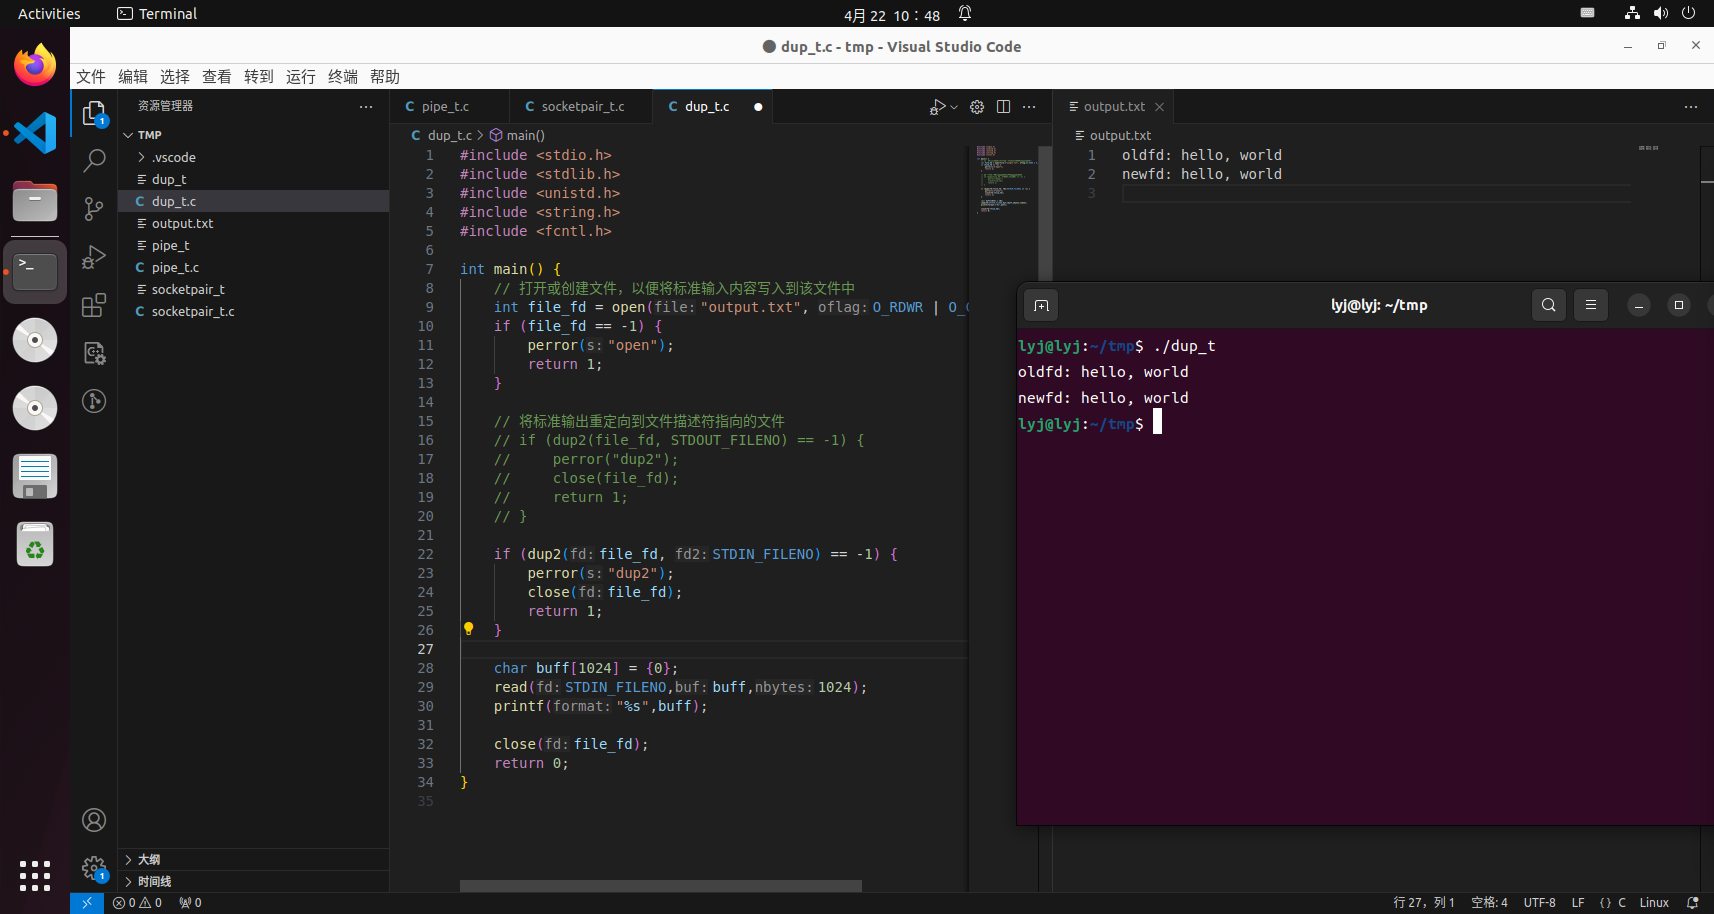 Activities Terminal 4月 22 10：48
dup_t.c - tmp - Visual Studio Code
文件 编辑 选择 查看 转到 运行 终端 帮助
资源管理器
TMP
.vscode
dup_t
dup_t.c
output.txt
pipe_t
pipe_t.c
socketpair_t
socketpair_t.c
大纲
时间线
1
1
pipe_t.c socketpair_t.c dup_t.c
dup_t.c > main()
1 #include <stdio.h>
2 #include <stdlib.h>
3 #include <unistd.h>
4 #include <string.h>
5 #include <fcntl.h>
6
7 int main() {
8 // 打开或创建文件，以便将标准输入内容写入到该文件中
9 int file_fd = open(file: "output.txt", oflag: O_RDWR | O_
10 if (file_fd == -1) {
11 perror(s: "open");
12 return 1;
13 }
14
15 // 将标准输出重定向到文件描述符指向的文件
16 // if (dup2(file_fd, STDOUT_FILENO) == -1) {
17 // perror("dup2");
18 // close(file_fd);
19 // return 1;
20 // }
21
22 if (dup2(fd: file_fd, fd2: STDIN_FILENO) == -1) {
23 perror(s: "dup2");
24 close(fd: file_fd);
25 return 1;
26 }
27
28 char buff[1024] = {0};
29 read(fd: STDIN_FILENO,buf: buff,nbytes: 1024);
30 printf(format: "%s",buff);
31
32 close(fd: file_fd);
33 return 0;
34 }
35
output.txt
output.txt
1 oldfd: hello, world
2 newfd: hello, world
3
lyj@lyj: ~/tmp
lyj@lyj:~/tmp$ ./dup_t
oldfd: hello, world
newfd: hello, world
lyj@lyj:~/tmp$
0 0 0 行 27，列 1 空格: 4 UTF-8 LF {} C Linux